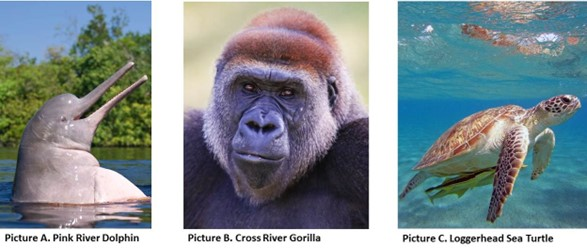 Picture A. Pink River Dolphin
Picture B. Cross River Gorilla
Picture C. Loggerhead Sea Turtle